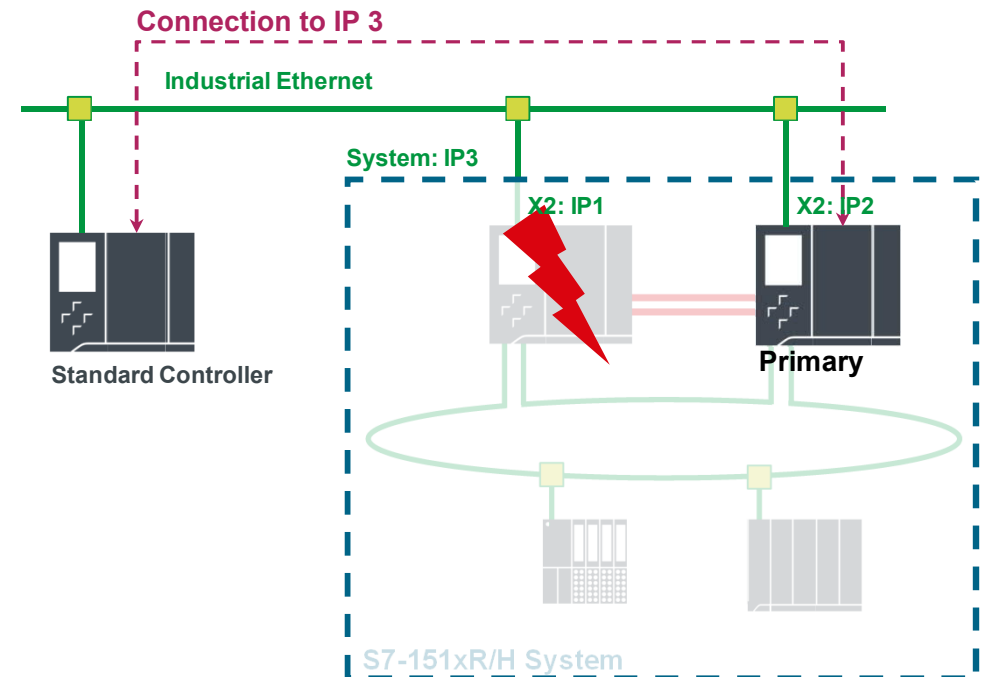 Connection to IP 3
Industrial Ethernet
System: IP3
X2: IP1
X2: IP2
Primary
Standard Controller
S7-151xR/H System